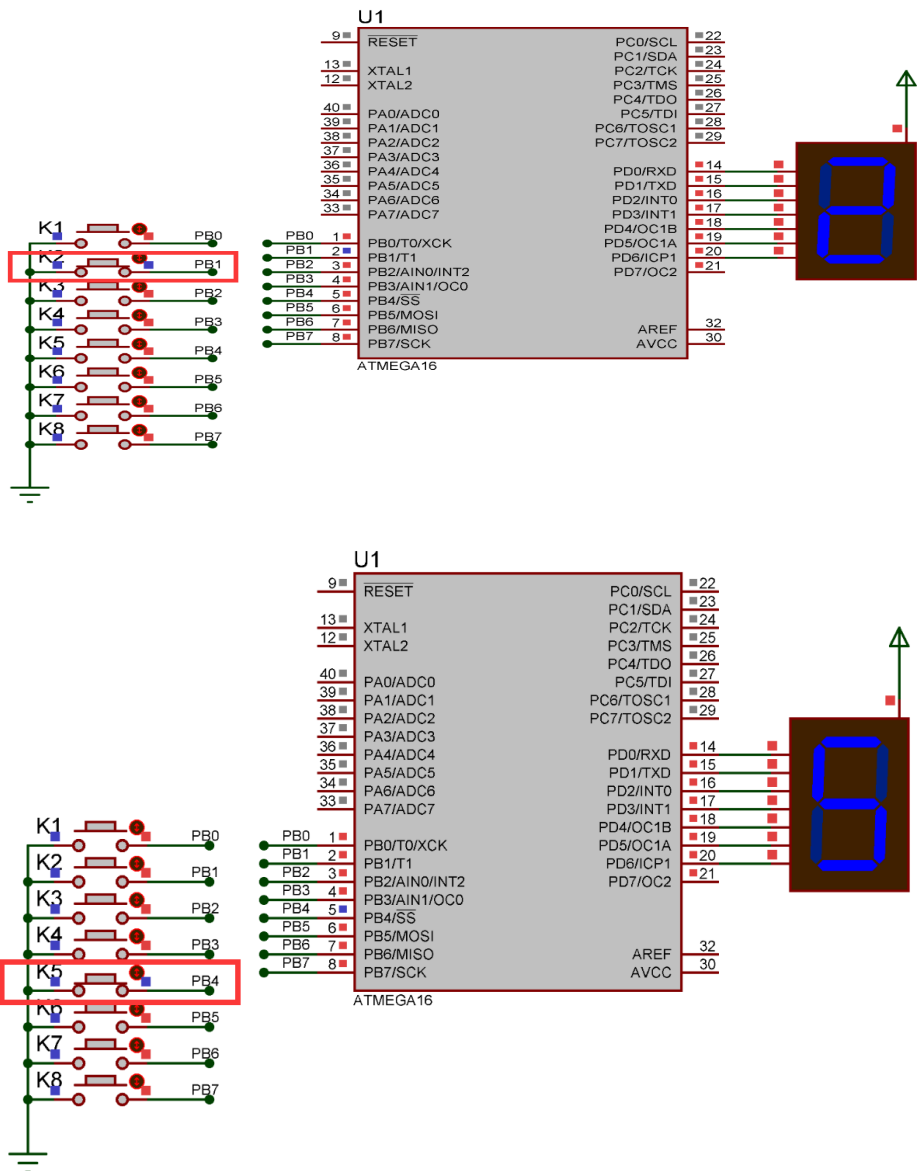 U1
9 RESET PC0/SCL 22
PC1/SDA 23
13 XTAL1 PC2/TCK 24
12 XTAL2 PC3/TMS 25
PC4/TDO 26
40 PA0/ADC0 PC5/TDI 27
39 PA1/ADC1 PC6/TOSC1 28
38 PA2/ADC2 PC7/TOSC2 29
37 PA3/ADC3
36 PA4/ADC4 PD0/RXD 14
35 PA5/ADC5 PD1/TXD 15
34 PA6/ADC6 PD2/INT0 16
33 PA7/ADC7 PD3/INT1 17
PD4/OC1B 18
K1 PB0 PB0 1 PB0/T0/XCK PD5/OC1A 19
K2 PB1 PB1 2 PB1/T1 PD6/ICP1 20
PB2 3 PB2/AIN0/INT2 PD7/OC2 21
K3 PB2 PB3 4 PB3/AIN1/OC0
PB4 5 PB4/SS
K4 PB3 PB5 6 PB5/MOSI
PB6 7 PB6/MISO AREF 32
K5 PB4 PB7 8 PB7/SCK AVCC 30
ATMEGA16
K6 PB5
K7 PB6
K8 PB7
2
U1
9 RESET PC0/SCL 22
PC1/SDA 23
13 XTAL1 PC2/TCK 24
12 XTAL2 PC3/TMS 25
PC4/TDO 26
40 PA0/ADC0 PC5/TDI 27
39 PA1/ADC1 PC6/TOSC1 28
38 PA2/ADC2 PC7/TOSC2 29
37 PA3/ADC3
36 PA4/ADC4 PD0/RXD 14
35 PA5/ADC5 PD1/TXD 15
34 PA6/ADC6 PD2/INT0 16
33 PA7/ADC7 PD3/INT1 17
PD4/OC1B 18
K1 PB0 PB0 1 PB0/T0/XCK PD5/OC1A 19
PB1 2 PB1/T1 PD6/ICP1 20
K2 PB1 PB2 3 PB2/AIN0/INT2 PD7/OC2 21
K3 PB2 PB3 4 PB3/AIN1/OC0
PB4 5 PB4/SS
K4 PB3 PB5 6 PB5/MOSI
PB6 7 PB6/MISO AREF 32
K5 PB4 PB7 8 PB7/SCK AVCC 30
ATMEGA16
K6 PB5
K7 PB6
K8 PB7
5